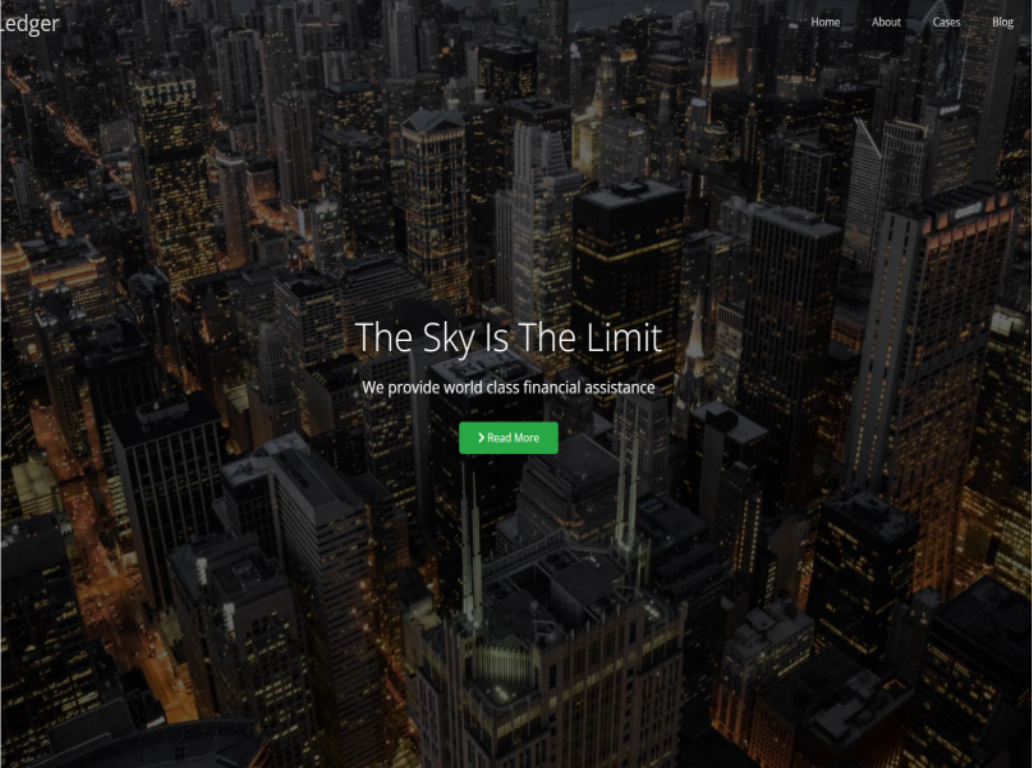 Ledger
Home About Cases Blog
The Sky Is The Limit
We provide world class financial assistance
Read More